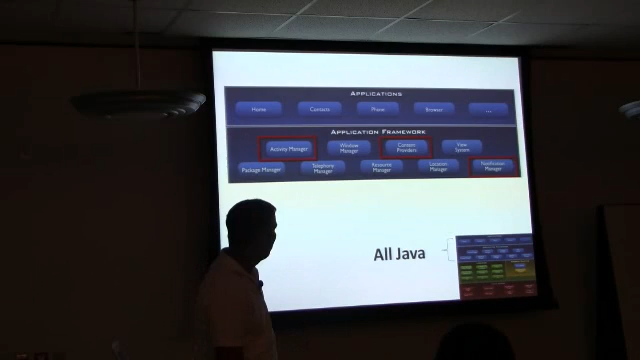 APPLICATIONS
Home
Contacts
Phone
Browser
...
APPLICATION FRAMEWORK
Activity Manager
Window
Manager
Content
Providers
View
System
Package Manager
Telephony
Manager
Resource
Manager
Location
Manager
Notification
Manager
All Java